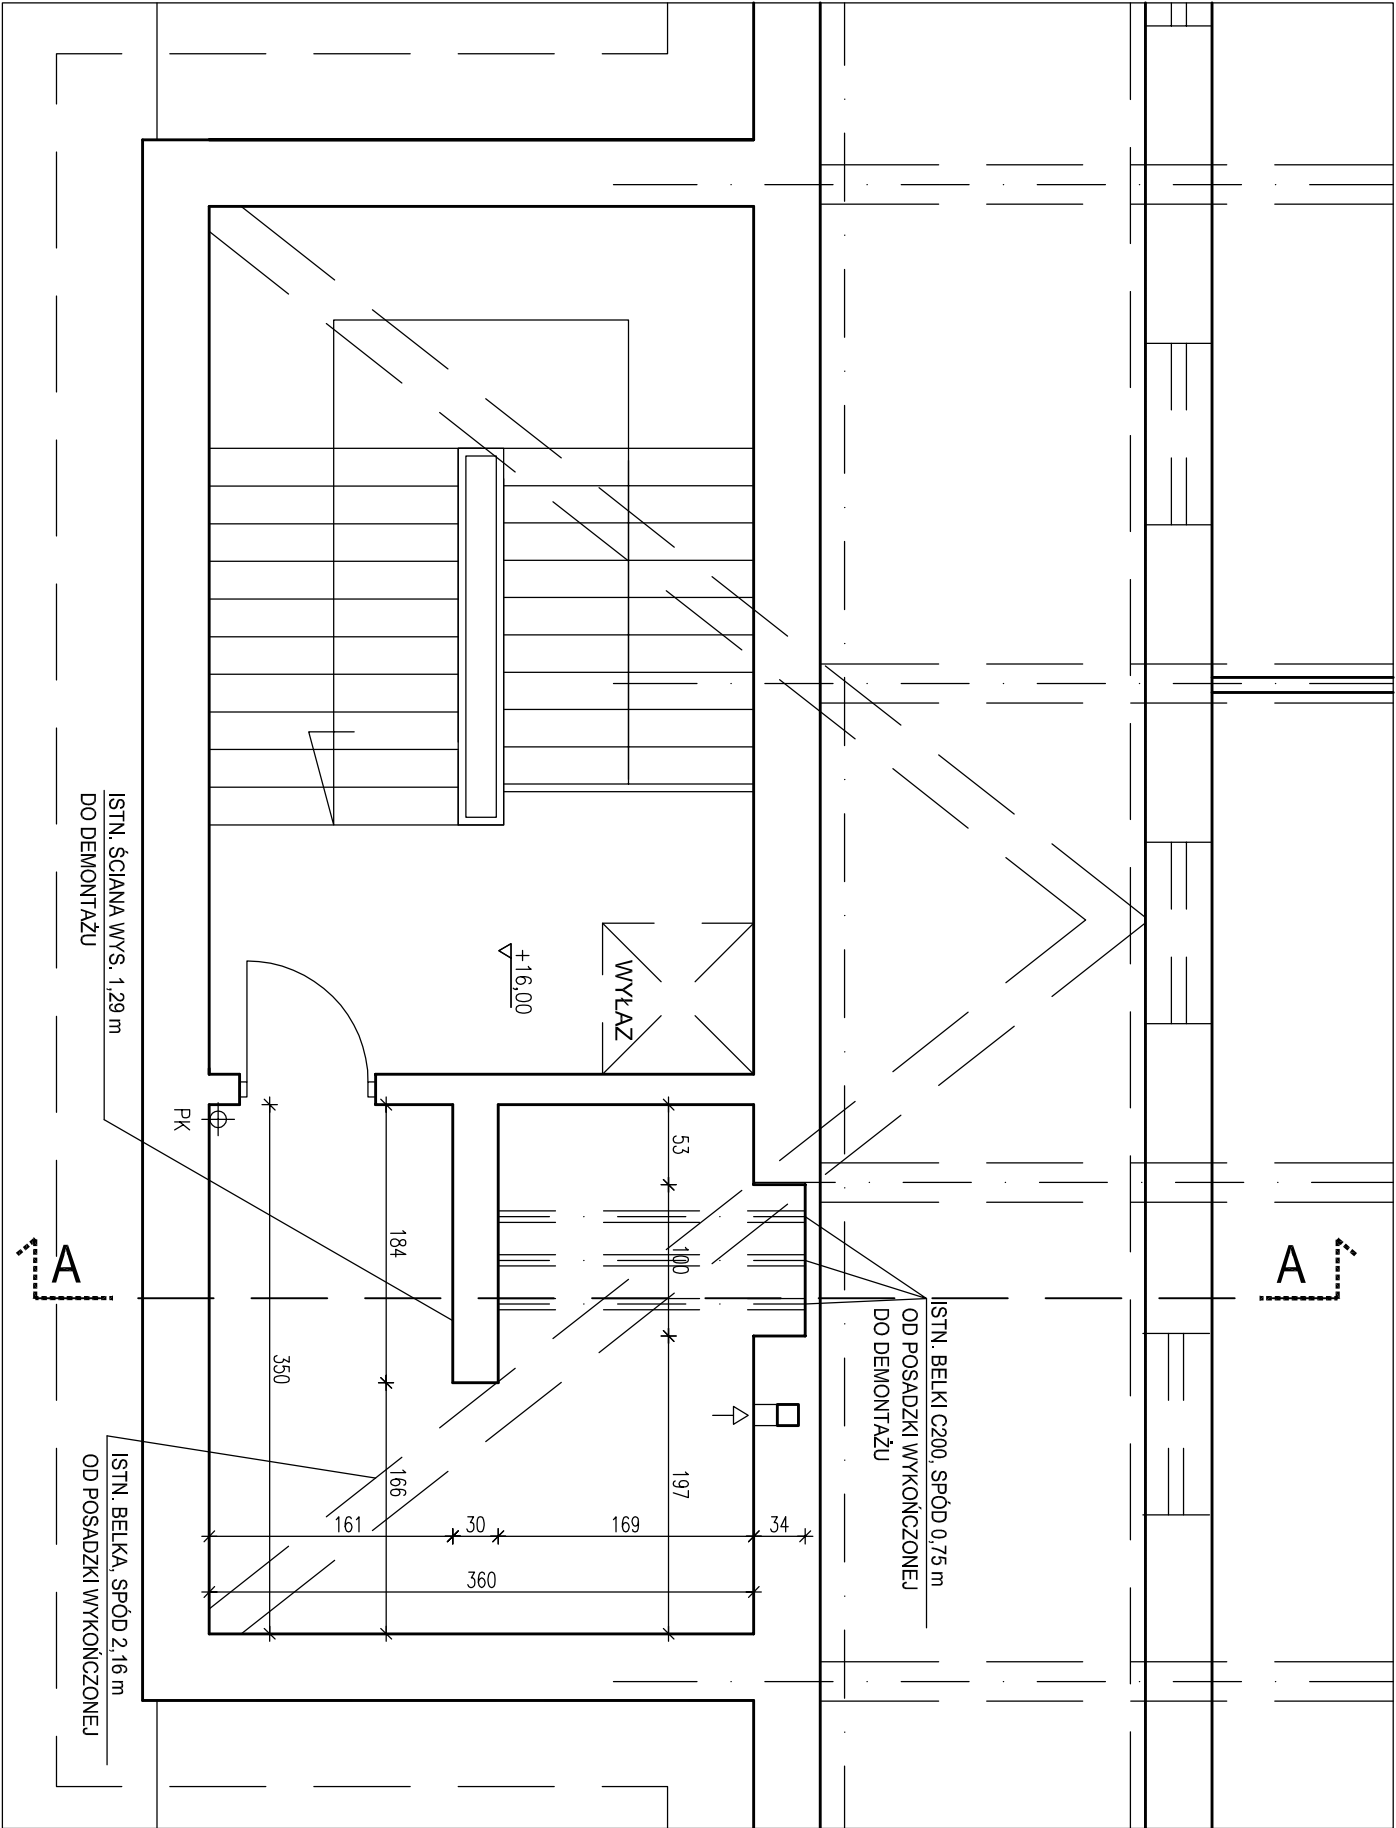 ISTN. BELKI C200, SPÓD 0,75 m
OD POSADZKI WYKOŃCZONEJ
DO DEMONTAŻU
A
A
WYŁAZ
+16,00
53
100
197
184
166
350
161
30
169
34
360
PK
ISTN. ŚCIANA WYS. 1,29 m
DO DEMONTAŻU
ISTN. BELKA, SPÓD 2,16 m
OD POSADZKI WYKOŃCZONEJ